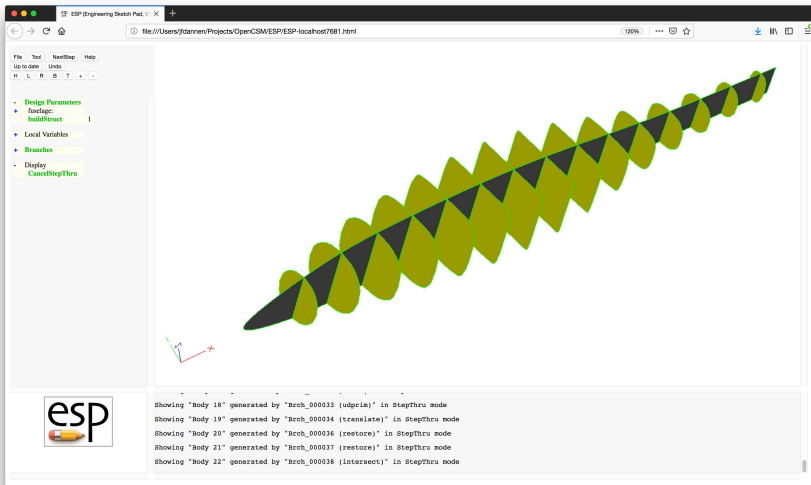 ESP (Engineering Sketch Pad, V1
file:///Users/jfdannen/Projects/OpenCSM/ESP/ESP-localhost7681.html
120%
File Tool NextStep Help
Up to date Undo
H L R B T + -
- Design Parameters
+ fuselage:
buildStruct 1
+ Local Variables
+ Branches
- Display
CancelStepThru
x
esp
Showing "Body 18" generated by "Brch_000033 (udprim)" in StepThru mode
Showing "Body 19" generated by "Brch_000034 (translate)" in StepThru mode
Showing "Body 20" generated by "Brch_000036 (restore)" in StepThru mode
Showing "Body 21" generated by "Brch_000037 (restore)" in StepThru mode
Showing "Body 22" generated by "Brch_000038 (intersect)" in StepThru mode